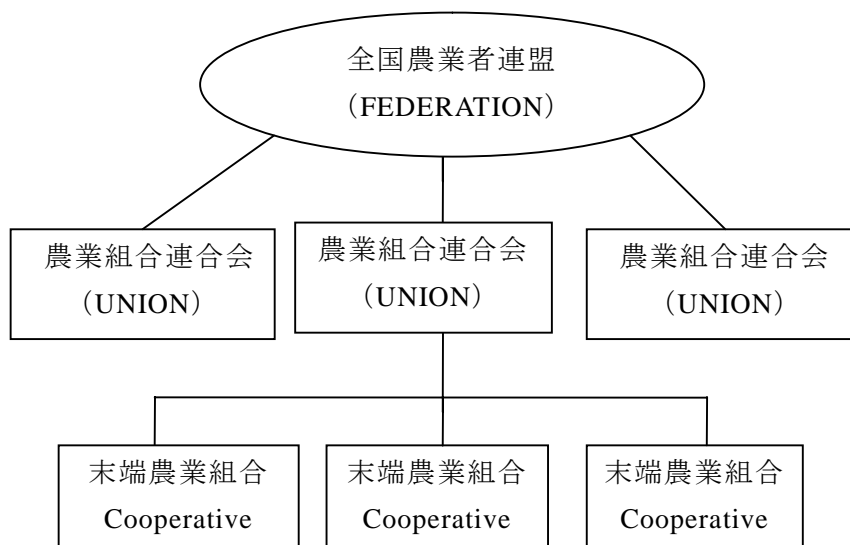 全国農業者連盟
（FEDERATION）
農業組合連合会
（UNION）
農業組合連合会
（UNION）
農業組合連合会
（UNION）
末端農業組合
Cooperative
末端農業組合
Cooperative
末端農業組合
Cooperative